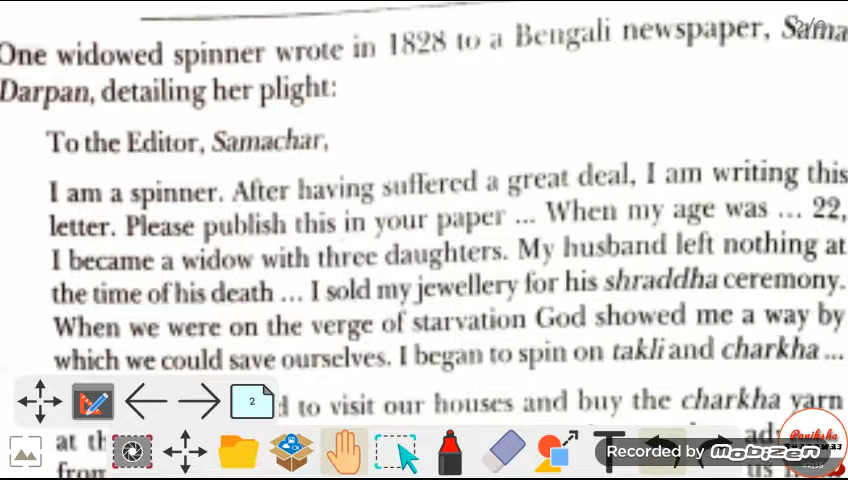 One widowed spinner wrote in 1828 to a Bengali newspaper, Sama
Darpan, detailing her plight:
To the Editor, Samachar,
I am a spinner. After having suffered a great deal, I am writing this
letter. Please publish this in your paper ... When my age was ... 22,
I became a widow with three daughters. My husband left nothing at
the time of his death ... I sold my jewellery for his shraddha ceremony.
When we were on the verge of starvation God showed me a way by
which we could save ourselves. I began to spin on takli and charkha ...
2
d to visit our houses and buy the charkha yarn
at th
Recorded by mobizen
from